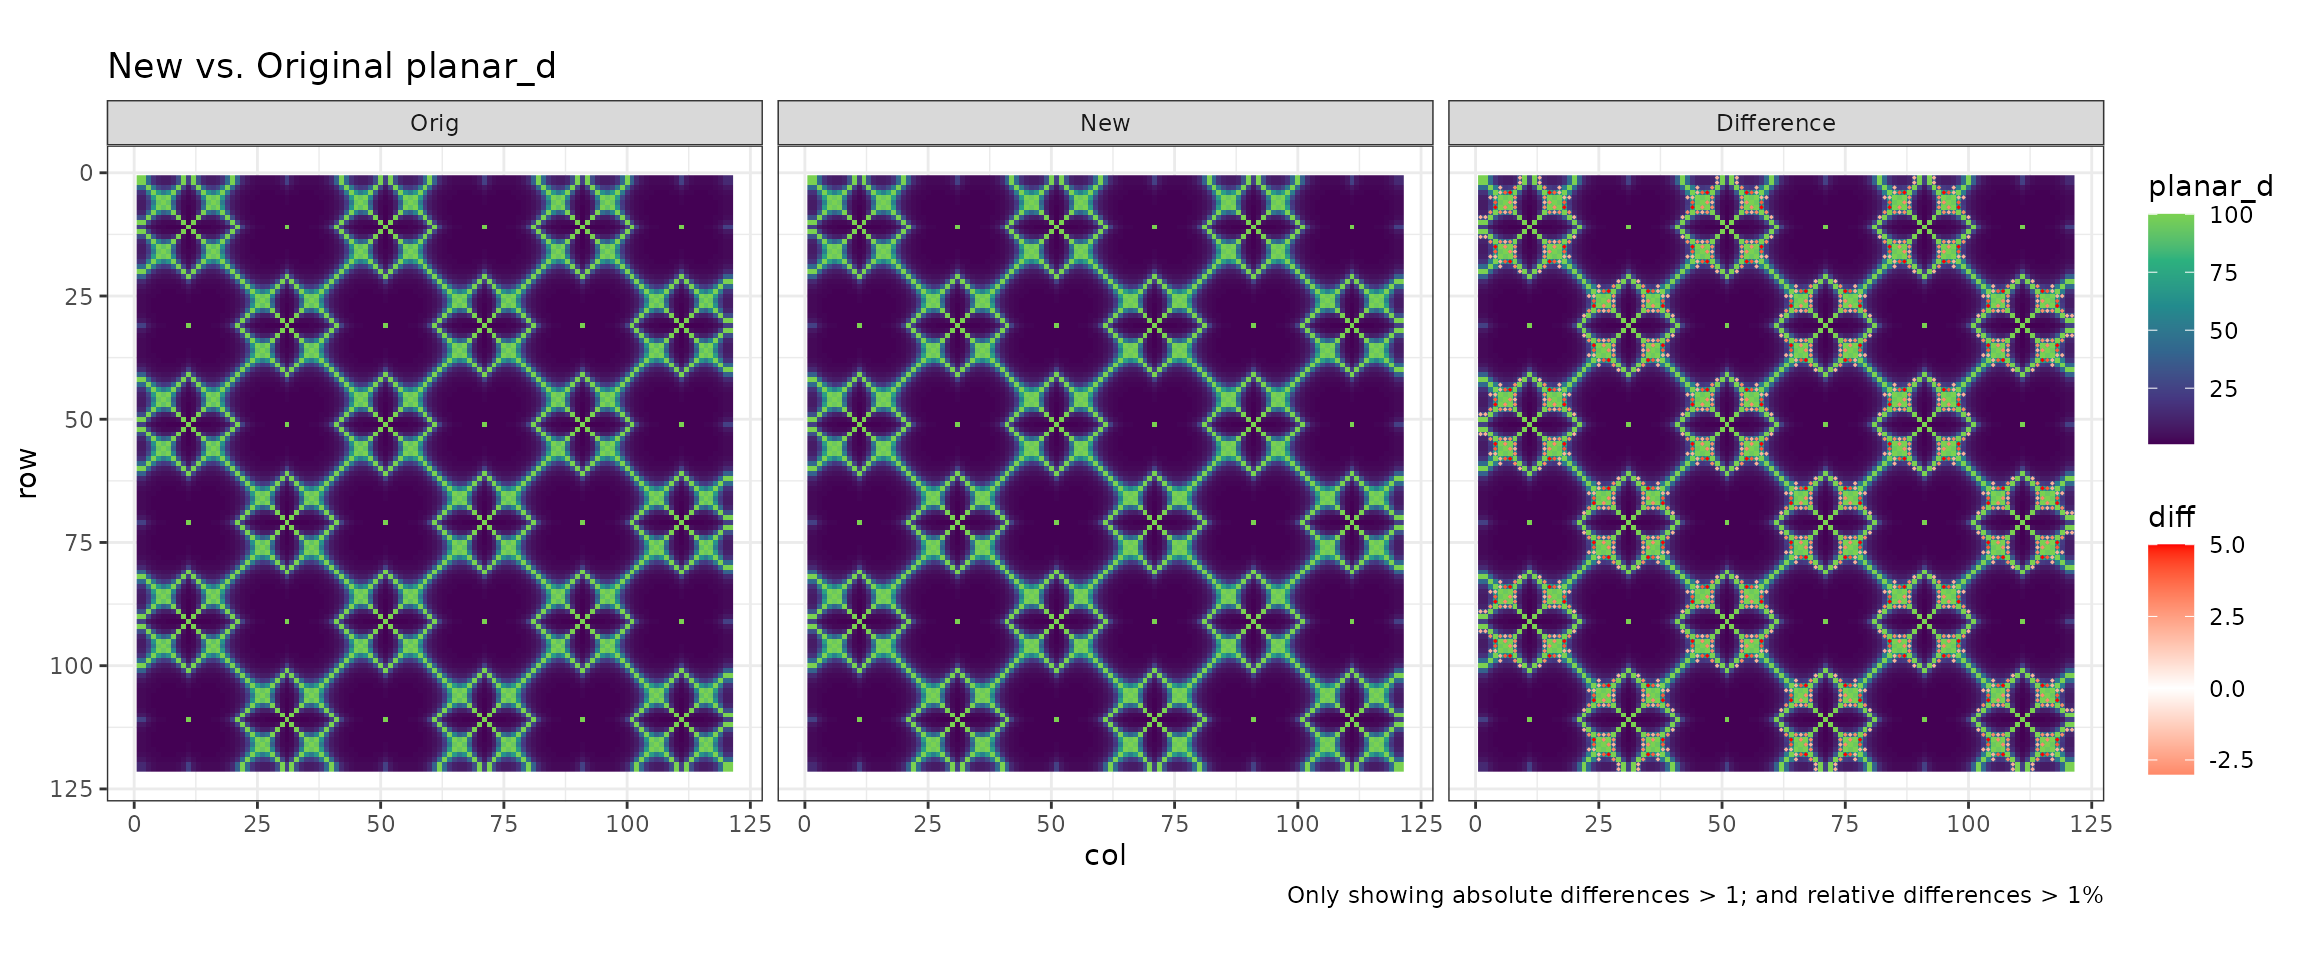 New vs. Original planar_d
Orig
New
Difference
0
25
50
75
100
125
row
0 25 50 75 100 125
0 25 50 75 100 125
0 25 50 75 100 125
col
planar_d
100
75
50
25
diff
5.0
2.5
0.0
-2.5
Only showing absolute differences > 1; and relative differences > 1%